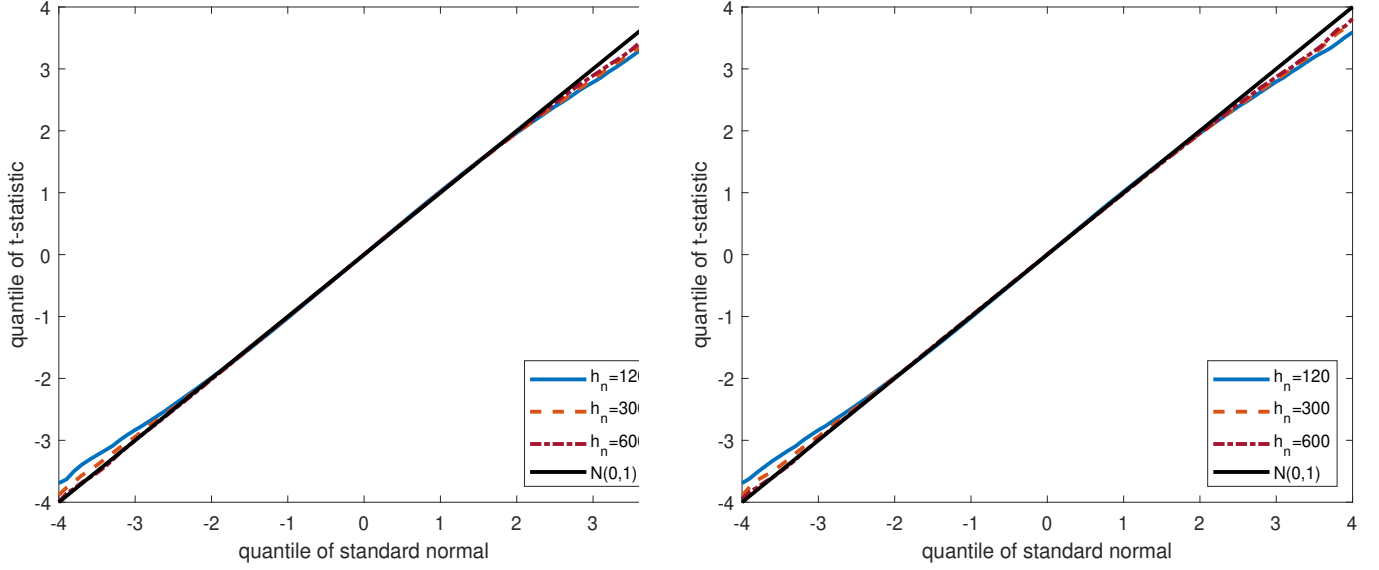 4
3
2
1
0
-1
-2
-3
-4
quantile of t-statistic
-4
-3
-2
-1
0
1
2
3
quantile of standard normal
h_n=120
h_n=300
h_n=600
N(0,1)
4
3
2
1
0
-1
-2
-3
-4
quantile of t-statistic
-4
-3
-2
-1
0
1
2
3
4
quantile of standard normal
h_n=120
h_n=300
h_n=600
N(0,1)